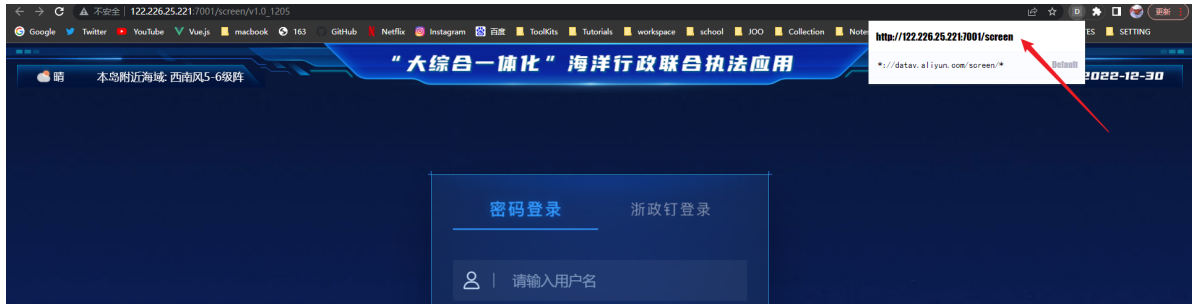 不安全 | 122.226.25.221:7001/screen/v1.0_1205 更新
Google Twitter YouTube Vue.js macbook 163 GitHub Netflix Instagram 百度 ToolKits Tutorials workspace school JOO Collection Note ES SETTING
http://122.226.25.221:7001/screen
*://datav.aliyun.com/soreen/* Default
晴 本岛附近海域: 西南风5-6级阵
“大综合一体化”海洋行政联合执法应用
2022-12-30
密码登录 浙政钉登录
请输入用户名